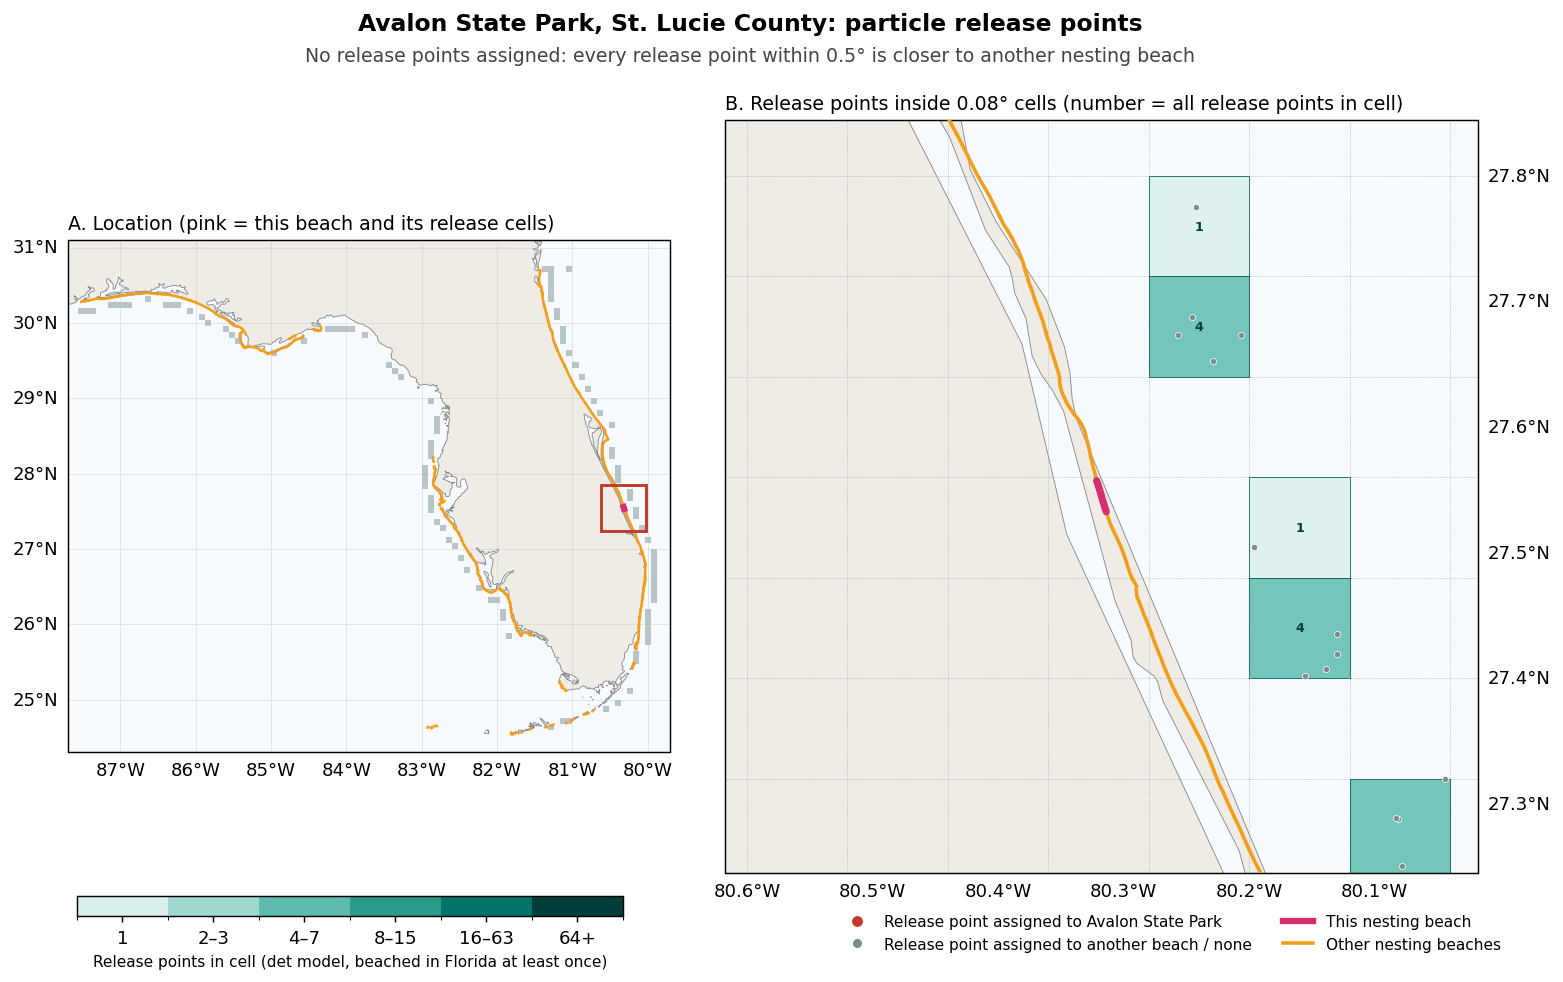 Avalon State Park, St. Lucie County: particle release points
No release points assigned: every release point within 0.5° is closer to another nesting beach
A. Location (pink = this beach and its release cells)
31°N
30°N
29°N
28°N
27°N
26°N
25°N
87°W 86°W 85°W 84°W 83°W 82°W 81°W 80°W
B. Release points inside 0.08° cells (number = all release points in cell)
1
4
1
4
27.8°N
27.7°N
27.6°N
27.5°N
27.4°N
27.3°N
80.6°W 80.5°W 80.4°W 80.3°W 80.2°W 80.1°W
1 2–3 4–7 8–15 16–63 64+
Release points in cell (det model, beached in Florida at least once)
Release point assigned to Avalon State Park
Release point assigned to another beach / none
This nesting beach
Other nesting beaches